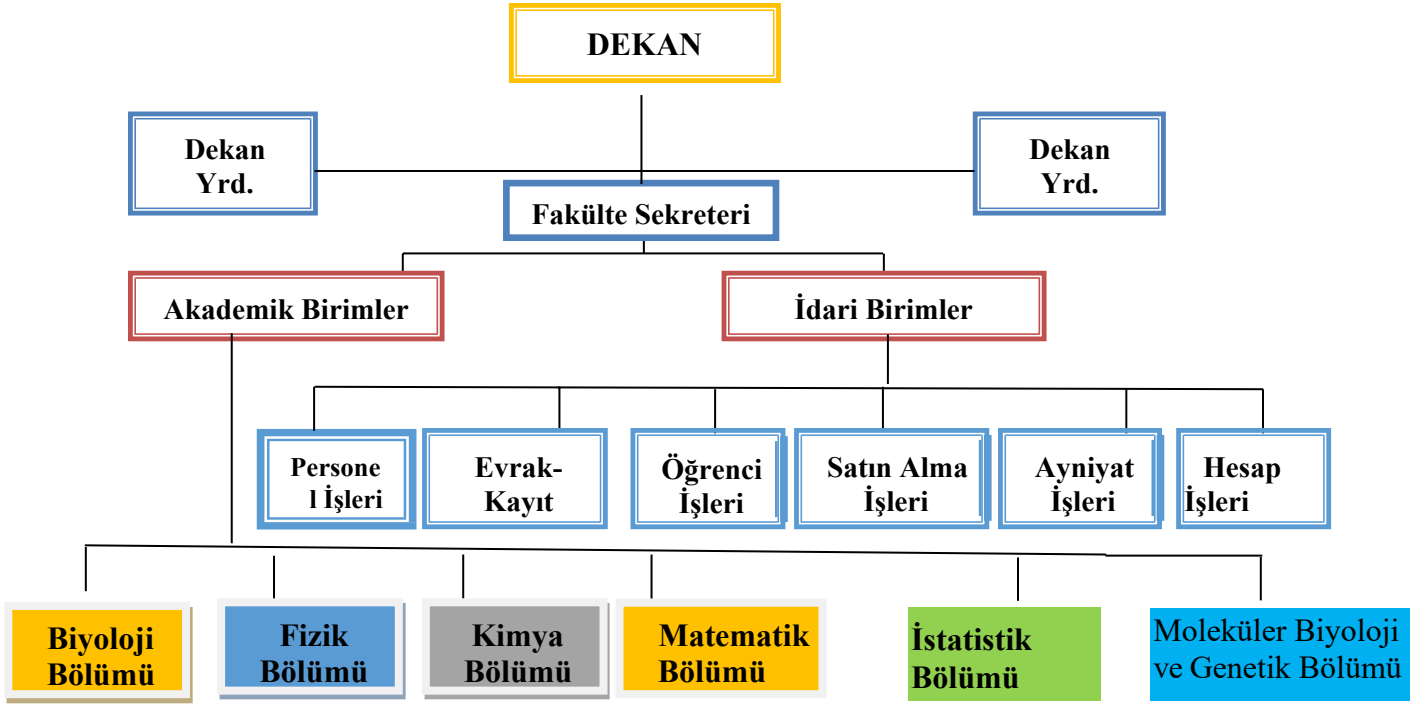 DEKAN
Dekan
Yrd.
Dekan
Yrd.
Fakülte Sekreteri
Akademik Birimler
İdari Birimler
Persone
l İşleri
Evrak-
Kayıt
Öğrenci
İşleri
Satın Alma
İşleri
Ayniyat
İşleri
Hesap
İşleri
Biyoloji
Bölümü
Fizik
Bölümü
Kimya
Bölümü
Matematik
Bölümü
İstatistik
Bölümü
Moleküler Biyoloji
ve Genetik Bölümü